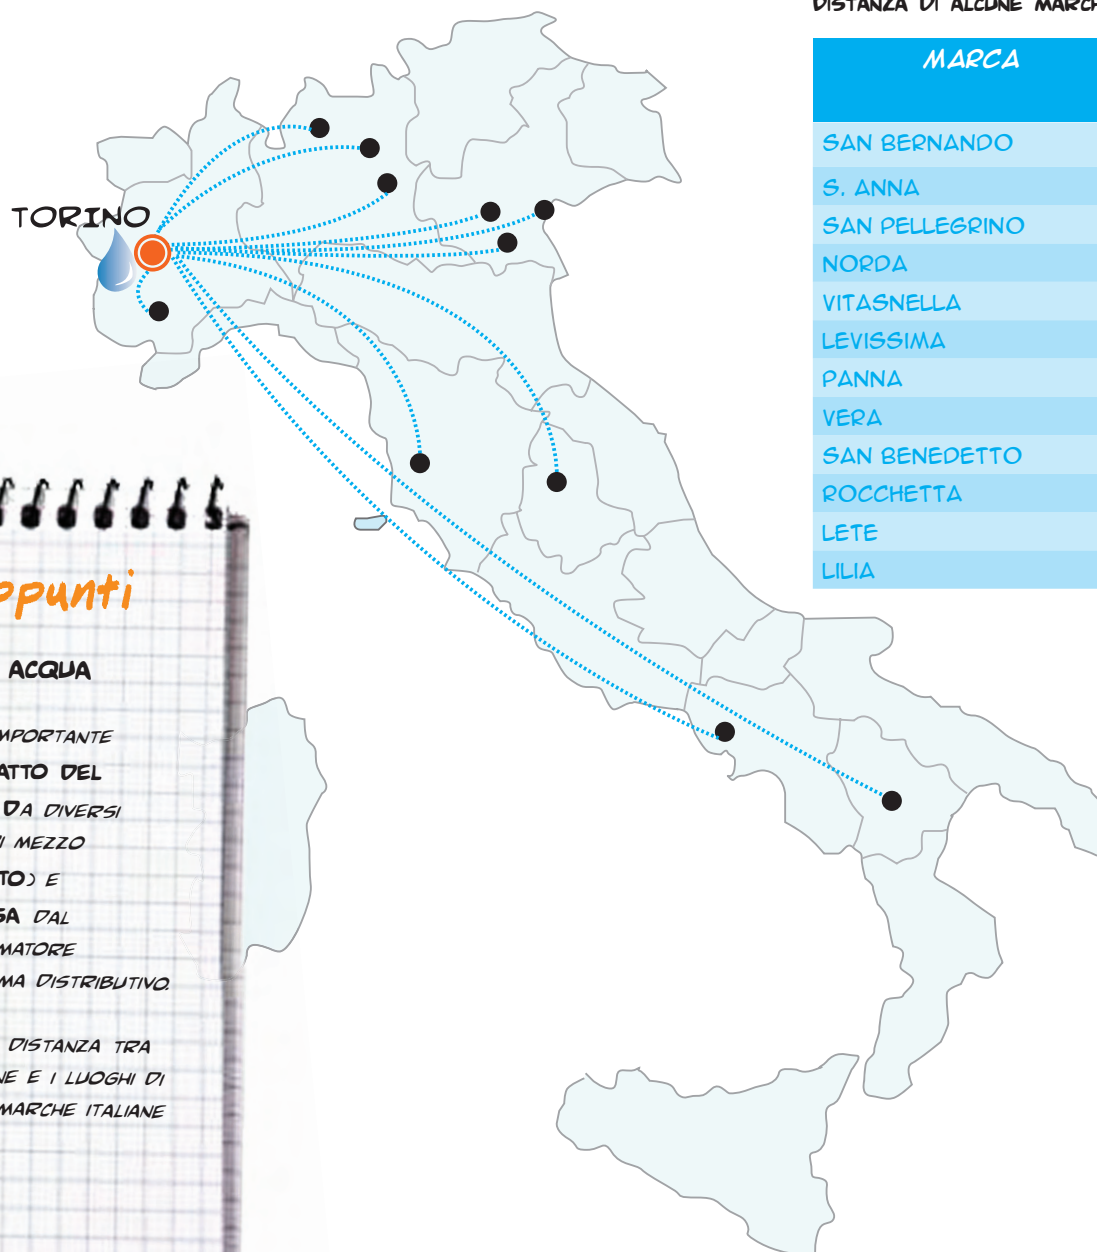 DISTANZA DI ALCUNE
MARCA
SAN BERNANDO
S. ANNA
SAN PELLEGRINO
NORDA
VITASNELLA
LEVISSIMA
PANNA
VERA
SAN BENEDETTO
ROCCHETTA
LETE
LILIA
TORINO
ppunti
ACQUA
MPORTANTE
ATTO DEL
DA DIVERSI
I MEZZO
TO) E
SA DAL
MATORE
MA DISTRIBUTIVO.
DISTANZA TRA
NE E I LUOGHI DI
MARCHE ITALIANE